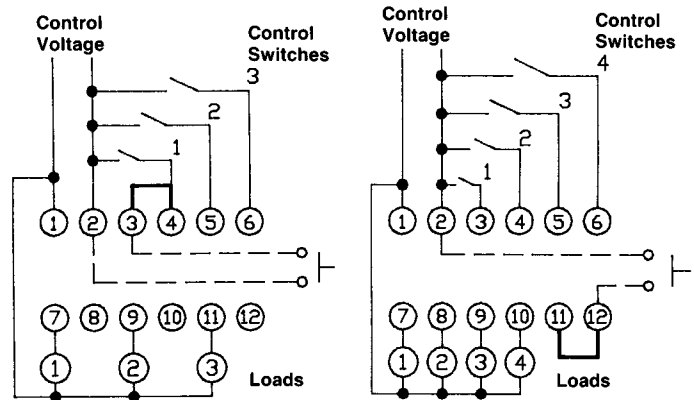 Control
Voltage
Control
Switches
3
2
1
1 2 3 4 5 6
7 8 9 10 11 12
1 2 3
Loads
Control
Voltage
Control
Switches
4
3
2
1
1 2 3 4 5 6
7 8 9 10 11 12
1 2 3 4
Loads